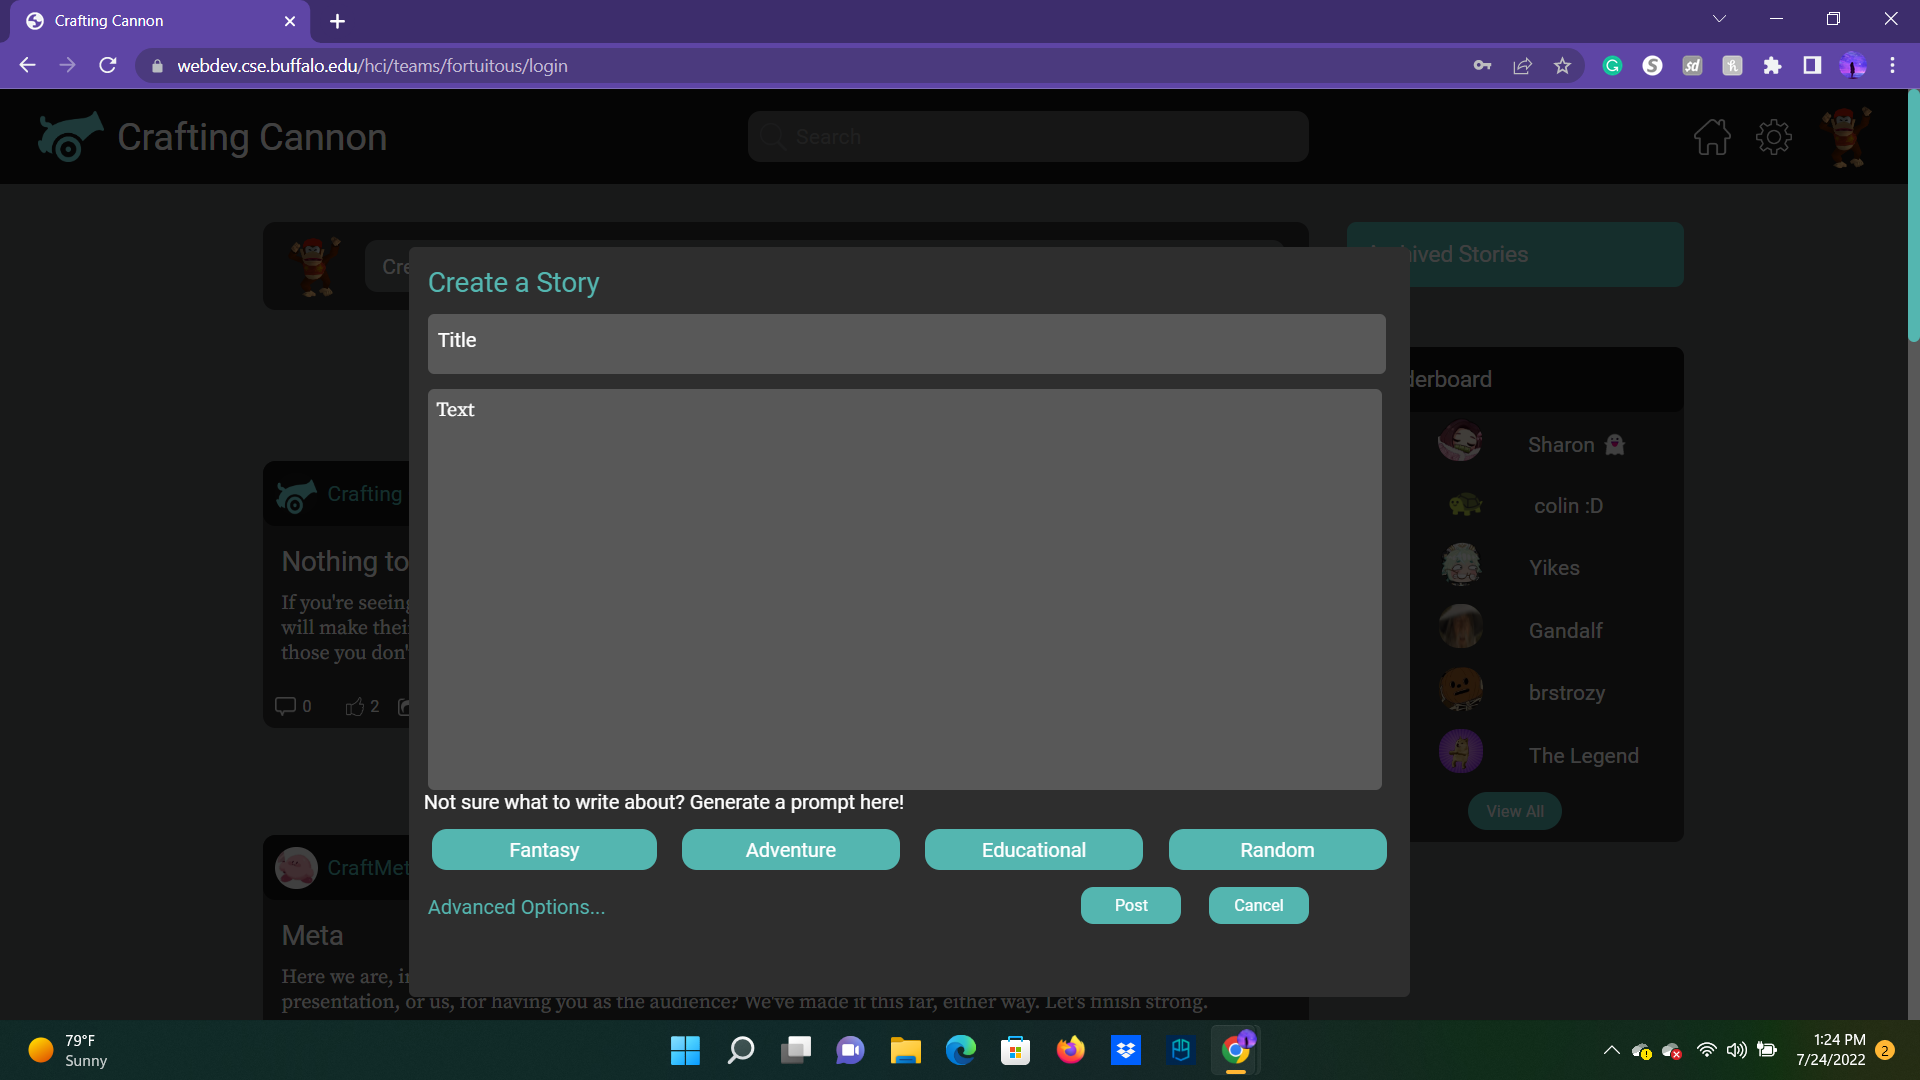 Crafting Cannon
webdev.cse.buffalo.edu/hci/teams/fortuitous/login
Crafting Cannon
Search
Cre
hived Stories
Create a Story
Title
Text
derboard
Sharon 👻
colin :D
Yikes
Gandalf
brstrozy
The Legend
View All
Crafting
Nothing to
If you're seeing
will make thei
those you don'
0
2
Not sure what to write about? Generate a prompt here!
Fantasy
Adventure
Educational
Random
Advanced Options...
Post
Cancel
CraftMet
Meta
Here we are, i
presentation, or us, for having you as the audience? We've made it this far, either way. Let's finish strong.
79°F
Sunny
1:24 PM
7/24/2022
2